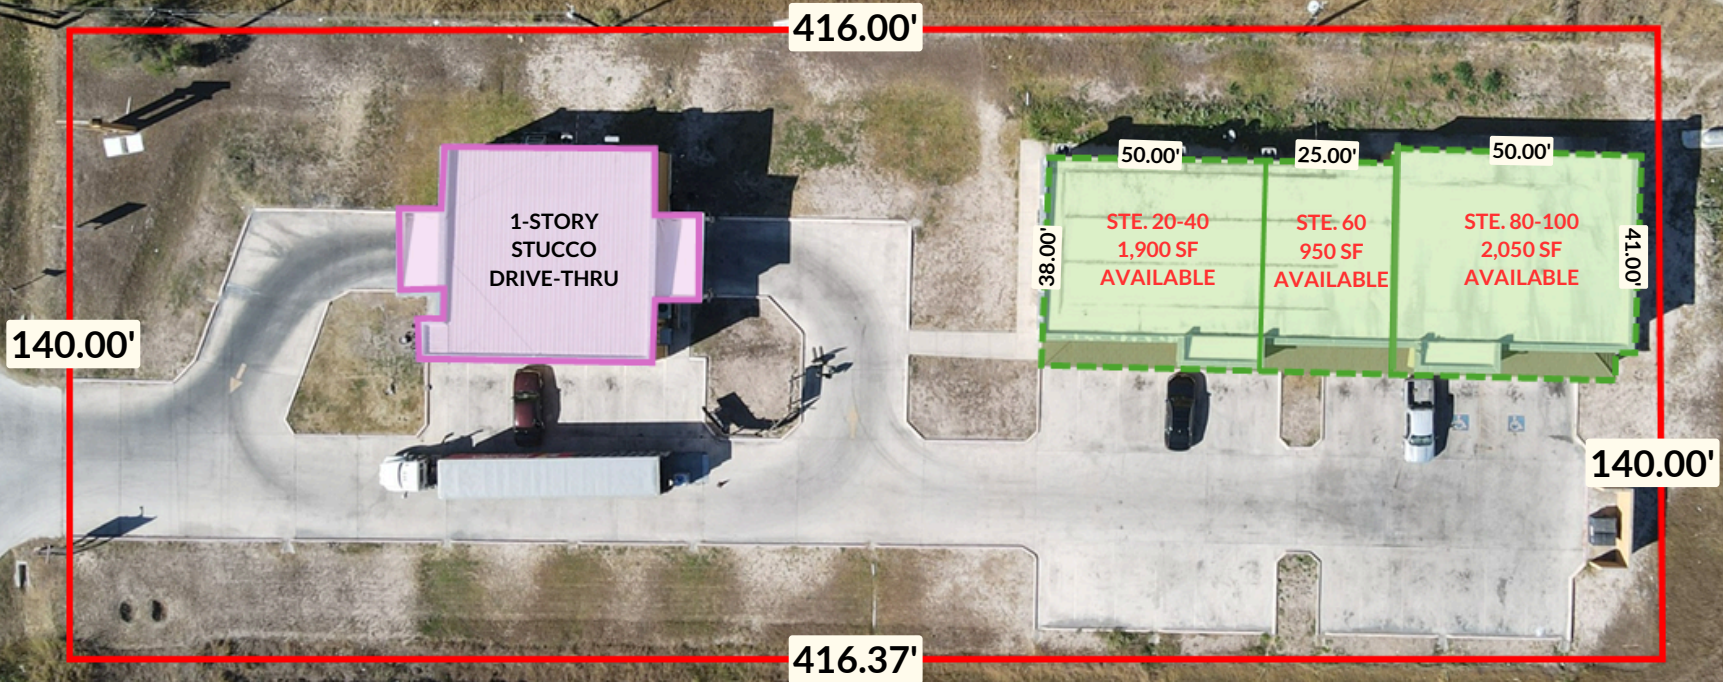 416.00'
50.00'
25.00'
50.00'
1-STORY
STUCCO
DRIVE-THRU
STE. 20-40
1,900 SF
AVAILABLE
STE. 60
950 SF
AVAILABLE
STE. 80-100
2,050 SF
AVAILABLE
38.00'
41.00'
140.00'
140.00'
416.37'